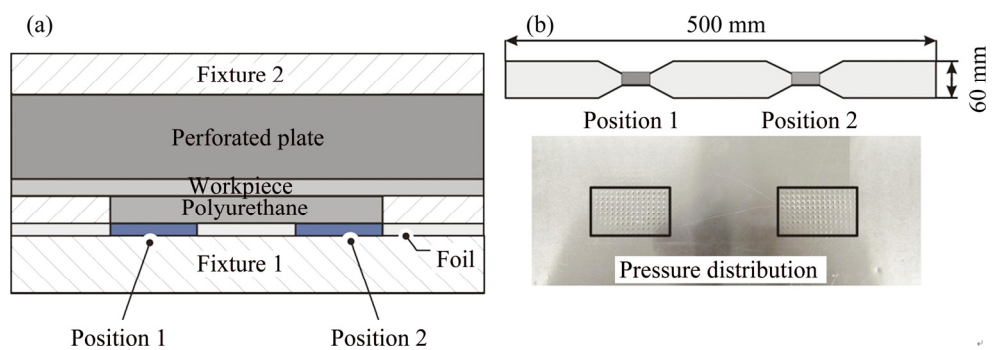 (a)
Fixture 2
Perforated plate
Workpiece
Polyurethane
Foil
Fixture 1
Position 1
Position 2
(b)
500 mm
60 mm
Position 1
Position 2
Pressure distribution